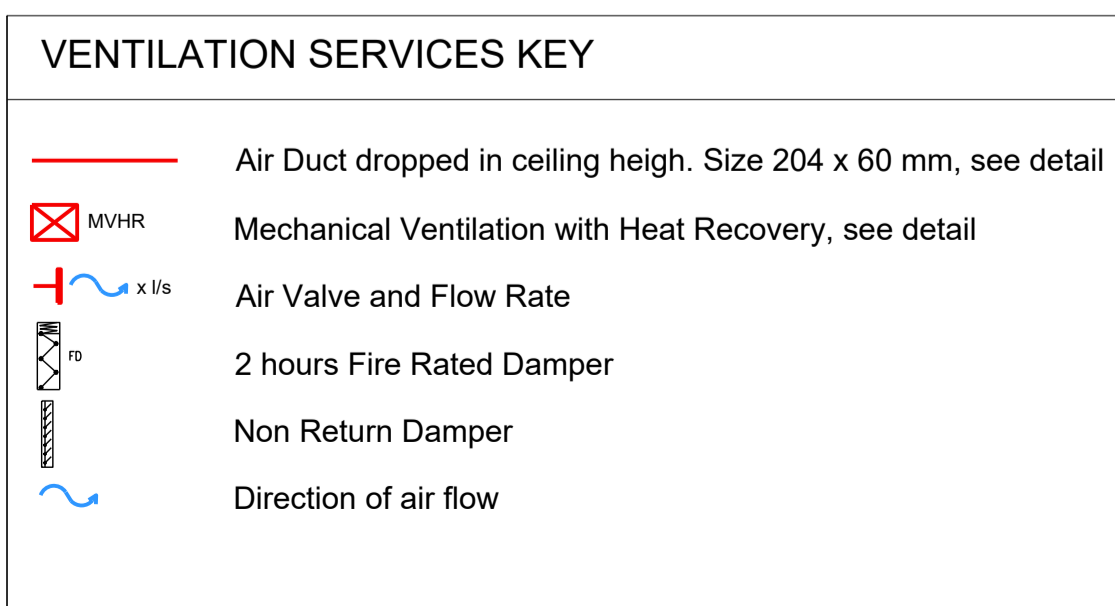 VENTILATION SERVICES KEY
Air Duct dropped in ceiling heigh. Size 204 x 60 mm, see detail
MVHR Mechanical Ventilation with Heat Recovery, see detail
x l/s Air Valve and Flow Rate
FD 2 hours Fire Rated Damper
Non Return Damper
Direction of air flow